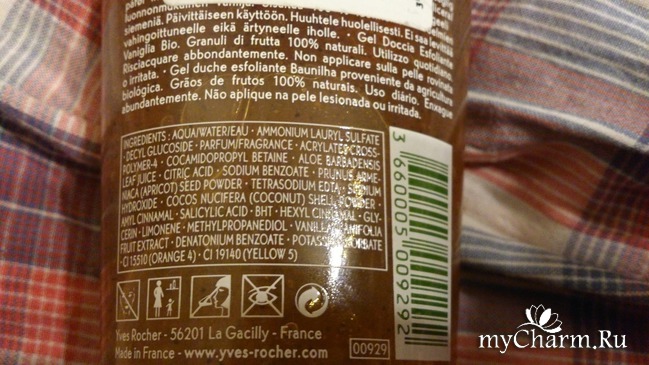 luonnonmukainen
siemeniä. Päivittäiseen käyttöön. Huuhtele huolellisesti. Ei saa levittää
vahingoittuneelle eikä ärtyneelle iholle. • Gel Doccia Esfoliante
Vaniglia Bio. Granuli di frutta 100% naturali. Utilizzo quotidiano.
Risciacquare abbondantemente. Non applicare sulla pelle rovinata
o irritata. • Gel duche esfoliante Baunilha proveniente da agricultura
biológica. Grãos de frutos 100% naturais. Uso diário. Enxague
abundantemente. Não aplique na pele lesionada ou irritada.
INGREDIENTS : AQUA/WATER/EAU • AMMONIUM LAURYL SULFATE
• DECYL GLUCOSIDE • PARFUM/FRAGRANCE • ACRYLATES CROSS-
POLYMER-4 • COCAMIDOPROPYL BETAINE • ALOE BARBADENSIS
LEAF JUICE • CITRIC ACID • SODIUM BENZOATE • PRUNUS ARME-
NIACA (APRICOT) SEED POWDER • TETRASODIUM EDTA • SODIUM
HYDROXIDE • COCOS NUCIFERA (COCONUT) SHELL POWDER •
AMYL CINNAMAL • SALICYLIC ACID • BHT • HEXYL CINNAMAL • GLY-
CERIN • LIMONENE • METHYLPROPANEDIOL • VANILLA PLANIFOLIA
FRUIT EXTRACT • DENATONIUM BENZOATE • POTASSIUM SORBATE
• CI 15510 (ORANGE 4) • CI 19140 (YELLOW 5)
3 660005 009292
Yves Rocher - 56201 La Gacilly - France
Made in France - www.yves-rocher.com
00929
myCharm.Ru